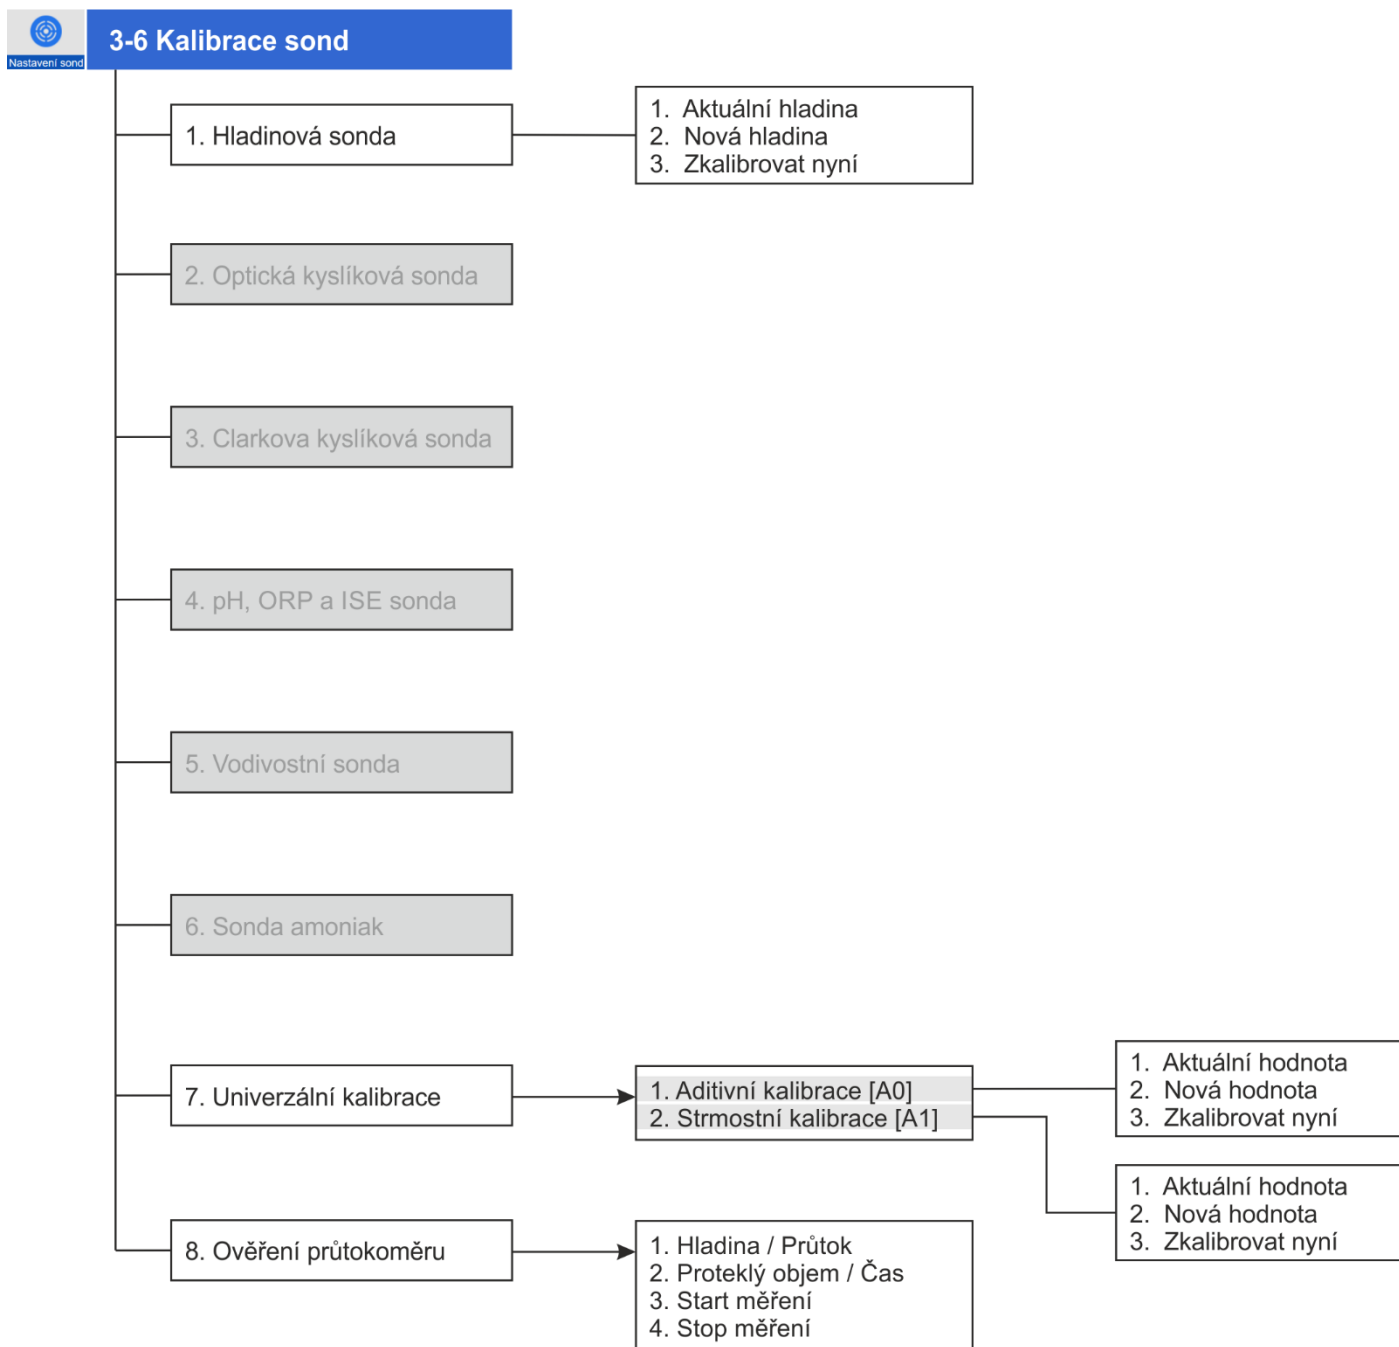 3-6 Kalibrace sond
Nastavení sond
1. Hladinová sonda
1. Aktuální hladina
2. Nová hladina
3. Zkalibrovat nyní
2. Optická kyslíková sonda
3. Clarkova kyslíková sonda
4. pH, ORP a ISE sonda
5. Vodivostní sonda
6. Sonda amoniak
7. Univerzální kalibrace
1. Aditivní kalibrace [A0]
2. Strmostní kalibrace [A1]
1. Aktuální hodnota
2. Nová hodnota
3. Zkalibrovat nyní
1. Aktuální hodnota
2. Nová hodnota
3. Zkalibrovat nyní
8. Ověření průtokoměru
1. Hladina / Průtok
2. Proteklý objem / Čas
3. Start měření
4. Stop měření